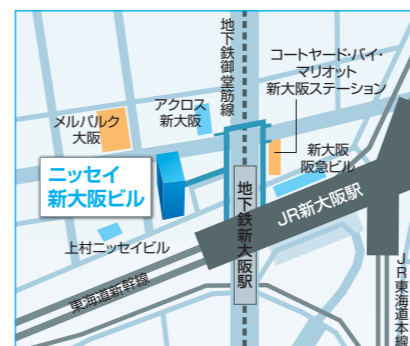 地下鉄御堂筋線
コートヤード・バイ・
マリオット
新大阪ステーション
アクロス
新大阪
メルパルク
大阪
新大阪
阪急ビル
ニッセイ
新大阪ビル
地下鉄新大阪駅
JR新大阪駅
上村ニッセイビル
東海道新幹線
JR東海道本線